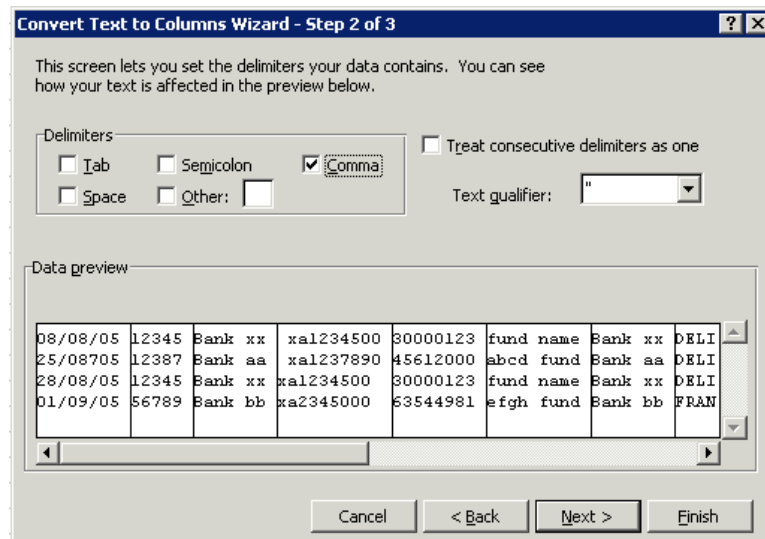 Convert Text to Columns Wizard - Step 2 of 3
This screen lets you set the delimiters your data contains. You can see
how your text is affected in the preview below.
Delimiters
Tab Semicolon Comma
Space Other:
Treat consecutive delimiters as one
Text qualifier: "
Data preview
08/08/05 12345 Bank xx xa1234500 30000123 fund name Bank xx DELI
25/08705 12387 Bank aa xa1237890 45612000 abcd fund Bank aa DELI
28/08/05 12345 Bank xx xa1234500 30000123 fund name Bank xx DELI
01/09/05 56789 Bank bb xa2345000 63544981 efgh fund Bank bb FRAN
Cancel < Back Next > Finish